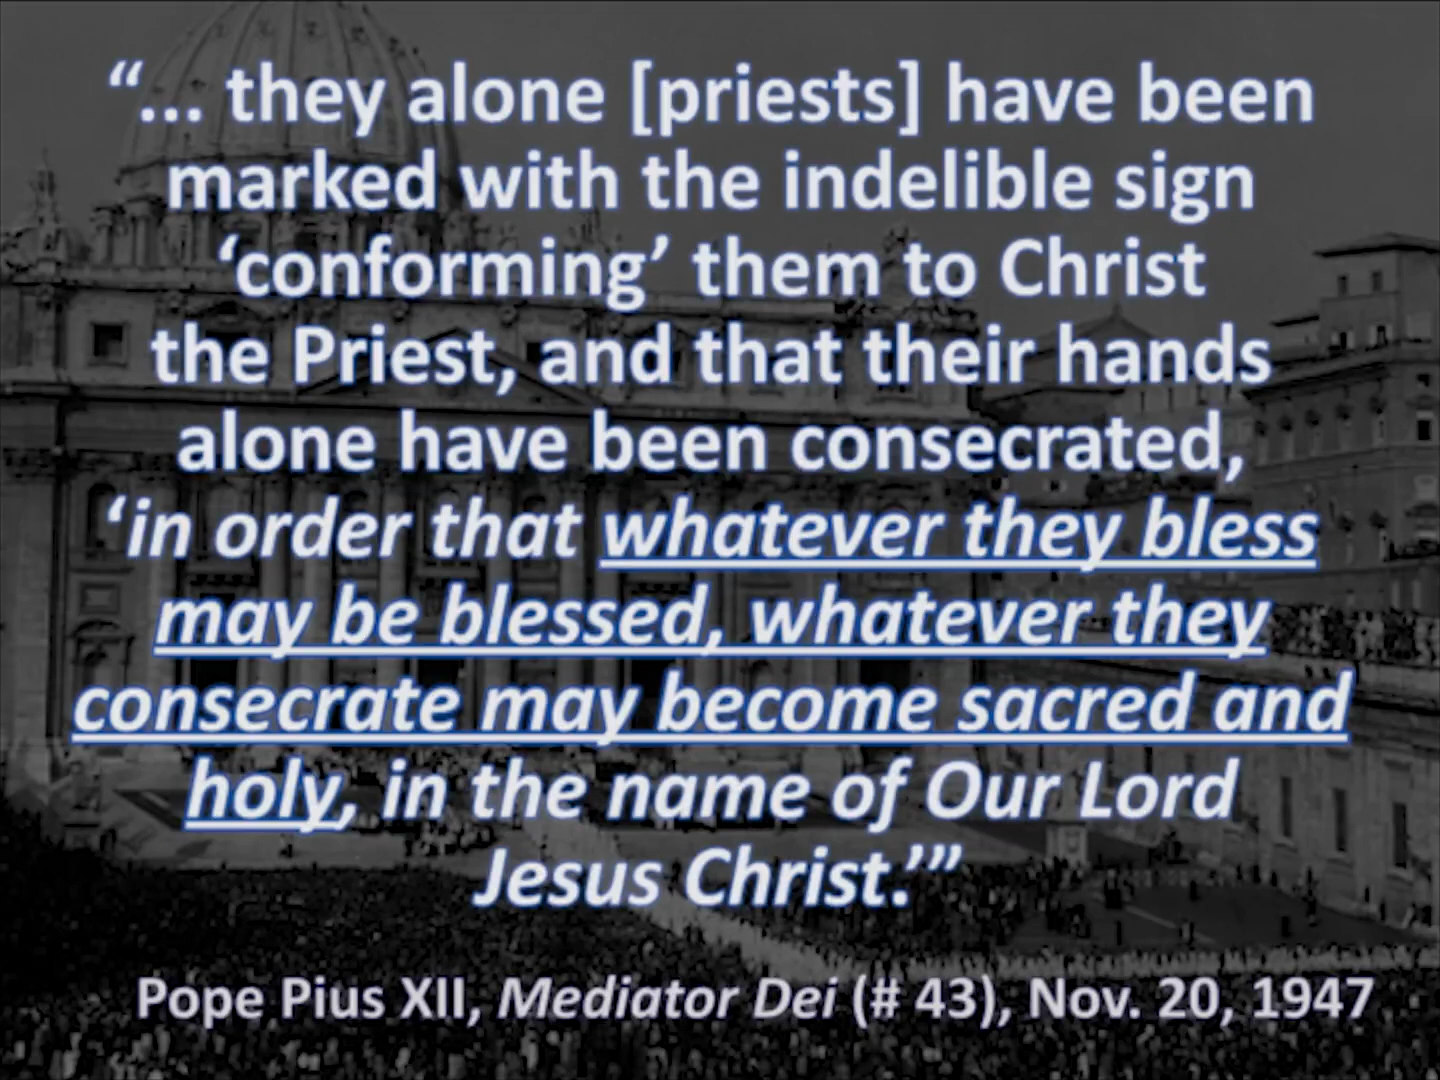 “... they alone [priests] have been
marked with the indelible sign
‘conforming’ them to Christ
the Priest, and that their hands
alone have been consecrated,
‘in order that whatever they bless
may be blessed, whatever they
consecrate may become sacred and
holy, in the name of Our Lord
Jesus Christ.’”
Pope Pius XII, Mediator Dei (# 43), Nov. 20, 1947